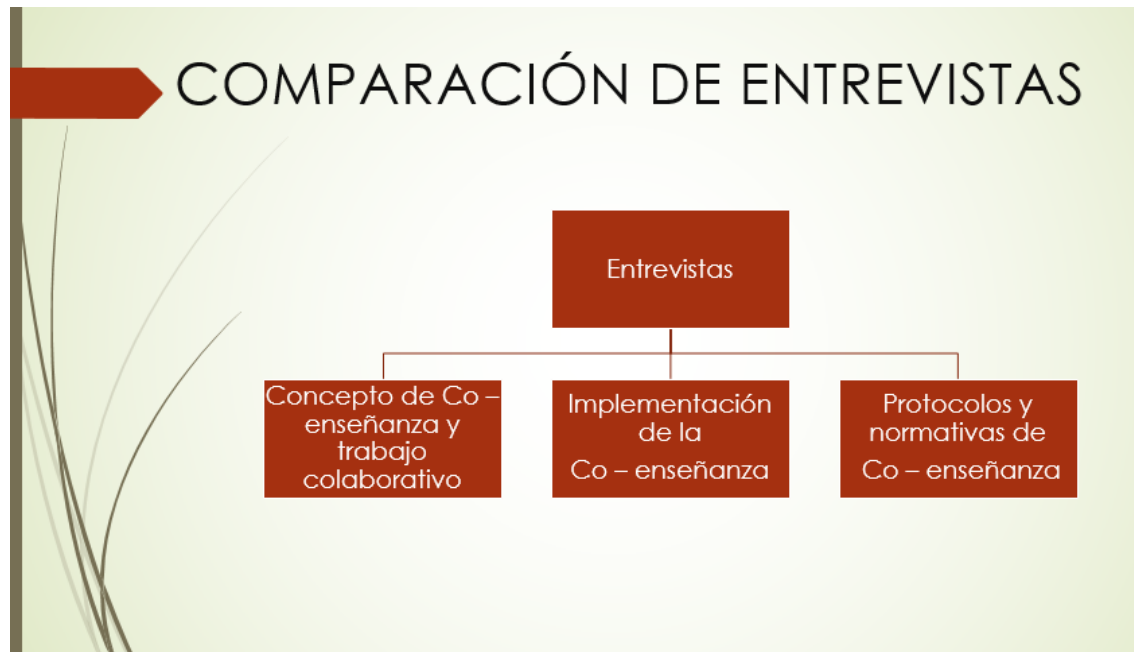 COMPARACIÓN DE ENTREVISTAS
Entrevistas
Concepto de Co –
enseñanza y
trabajo
colaborativo
Implementación
de la
Co – enseñanza
Protocolos y
normativas de
Co – enseñanza